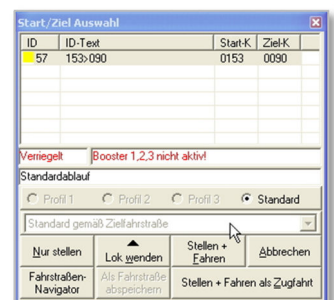 Start/Ziel Auswahl
ID ID-Text Start-K Ziel-K
57 153>090 0153 0090
Verriegelt Booster 1,2,3 nicht aktiv!
Standardablauf
Profil 1 Profil 2 Profil 3 Standard
Standard gemäß Zielfahrstraße
Nur stellen Lok wenden Stellen + Fahren Abbrechen
Fahrstraßen-Navigator Als Fahrstraße abspeichern Stellen + Fahren als Zugfahrt